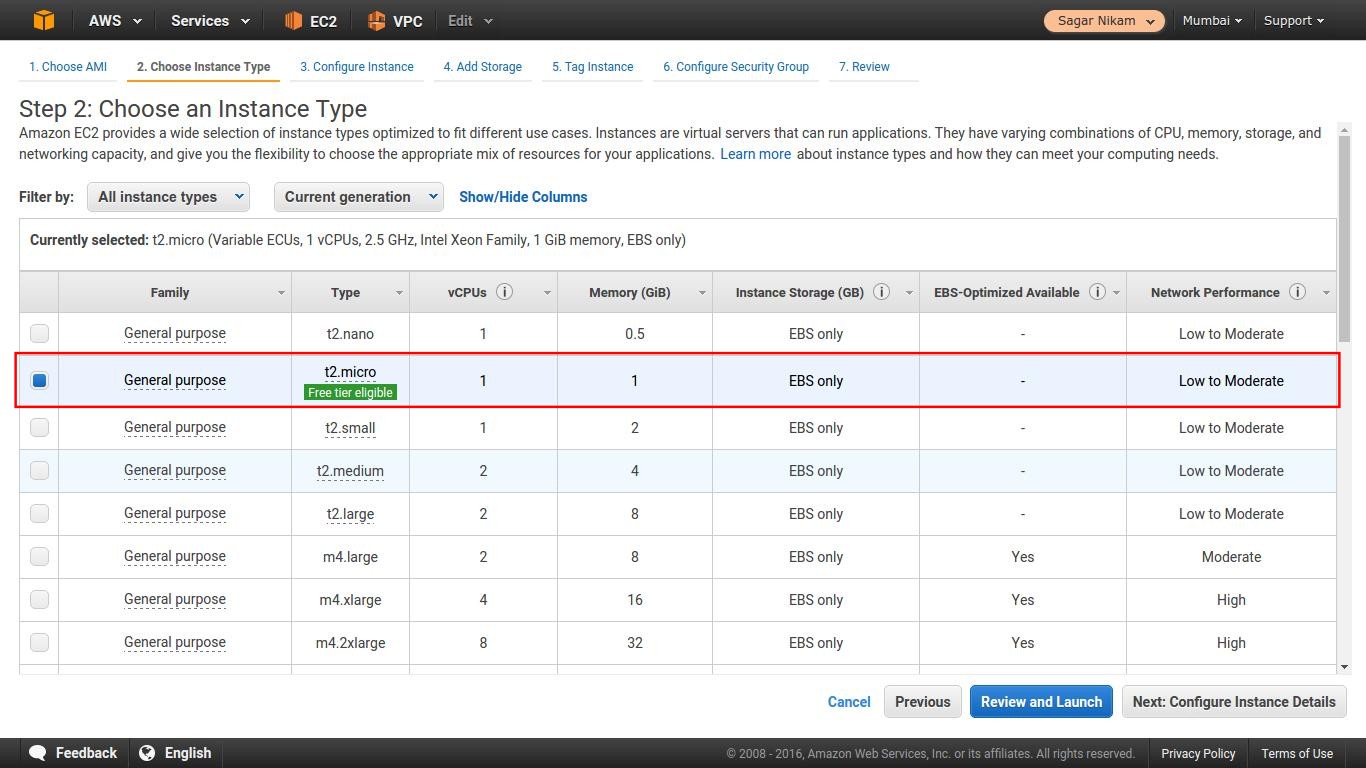 AWS Services EC2 VPC Edit Sagar Nikam Mumbai Support
1. Choose AMI 2. Choose Instance Type 3. Configure Instance 4. Add Storage 5. Tag Instance 6. Configure Security Group 7. Review
Step 2: Choose an Instance Type
Amazon EC2 provides a wide selection of instance types optimized to fit different use cases. Instances are virtual servers that can run applications. They have varying combinations of CPU, memory, storage, and
networking capacity, and give you the flexibility to choose the appropriate mix of resources for your applications. Learn more about instance types and how they can meet your computing needs.
Filter by: All instance types Current generation Show/Hide Columns
Currently selected: t2.micro (Variable ECUs, 1 vCPUs, 2.5 GHz, Intel Xeon Family, 1 GiB memory, EBS only)
Family Type vCPUs i Memory (GiB) Instance Storage (GB) i EBS-Optimized Available i Network Performance i
General purpose t2.nano 1 0.5 EBS only - Low to Moderate
General purpose t2.micro 1 1 EBS only - Low to Moderate
Free tier eligible
General purpose t2.small 1 2 EBS only - Low to Moderate
General purpose t2.medium 2 4 EBS only - Low to Moderate
General purpose t2.large 2 8 EBS only - Low to Moderate
General purpose m4.large 2 8 EBS only Yes Moderate
General purpose m4.xlarge 4 16 EBS only Yes High
General purpose m4.2xlarge 8 32 EBS only Yes High
Cancel Previous Review and Launch Next: Configure Instance Details
Feedback English © 2008 - 2016, Amazon Web Services, Inc. or its affiliates. All rights reserved. Privacy Policy Terms of Use